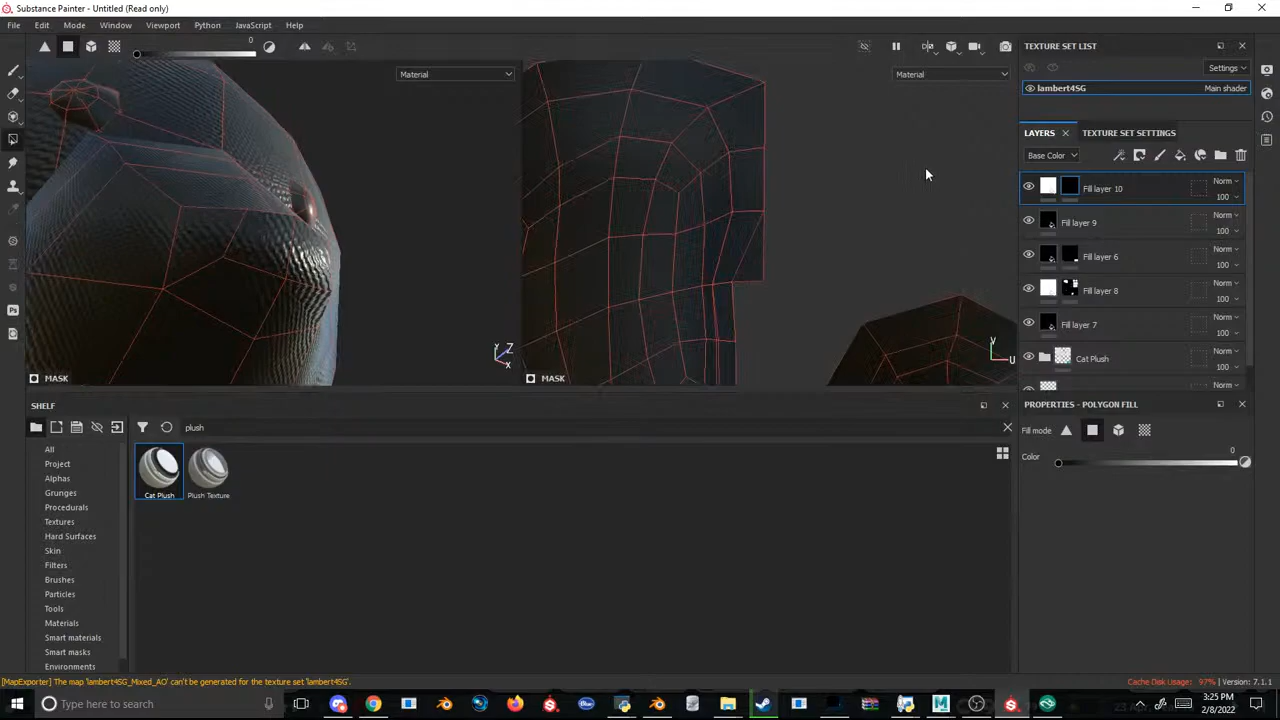 Substance Painter - Untitled (Read only)
File Edit Mode Window Viewport Python JavaScript Help
0
Material
Material
TEXTURE SET LIST
Settings
lambert4SG Main shader
LAYERS TEXTURE SET SETTINGS
Base Color
Fill layer 10 Norm 100
Fill layer 9 Norm 100
Fill layer 6 Norm 100
Fill layer 8 Norm 100
Fill layer 7 Norm 100
Cat Plush Norm 100
Norm
Y Z X
MASK
V U
MASK
SHELF
plush
All
Project
Alphas
Grunges
Procedurals
Textures
Hard Surfaces
Skin
Filters
Brushes
Particles
Tools
Materials
Smart materials
Smart masks
Environments
Cat Plush Plush Texture
PROPERTIES - POLYGON FILL
Fill mode
Color 0
[MapExporter] The map 'lambert4SG_Mixed_AO' can't be generated for the texture set 'lambert4SG'.
Cache Disk Usage: 97% Version: 7.1.1
Type here to search
3:25 PM
2/8/2022